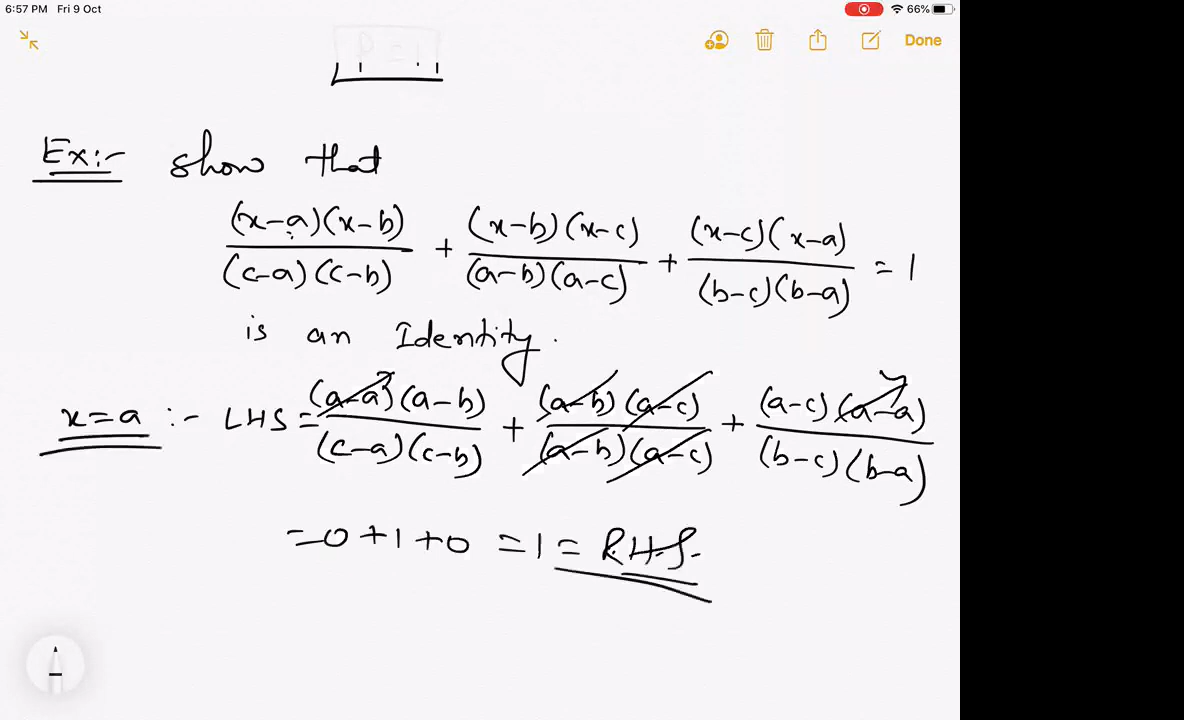 6:57 PM Fri 9 Oct 66%
Done
Ex:- show that
(x-a)(x-b)/(c-a)(c-b) + (x-b)(x-c)/(a-b)(a-c) + (x-c)(x-a)/(b-c)(b-a) = 1
is an Identity.
x=a :- LHS = (a-a)(a-b)/(c-a)(c-b) + (a-b)(a-c)/(a-b)(a-c) + (a-c)(a-a)/(b-c)(b-a)
=0+1+0 =1= R.H.S.